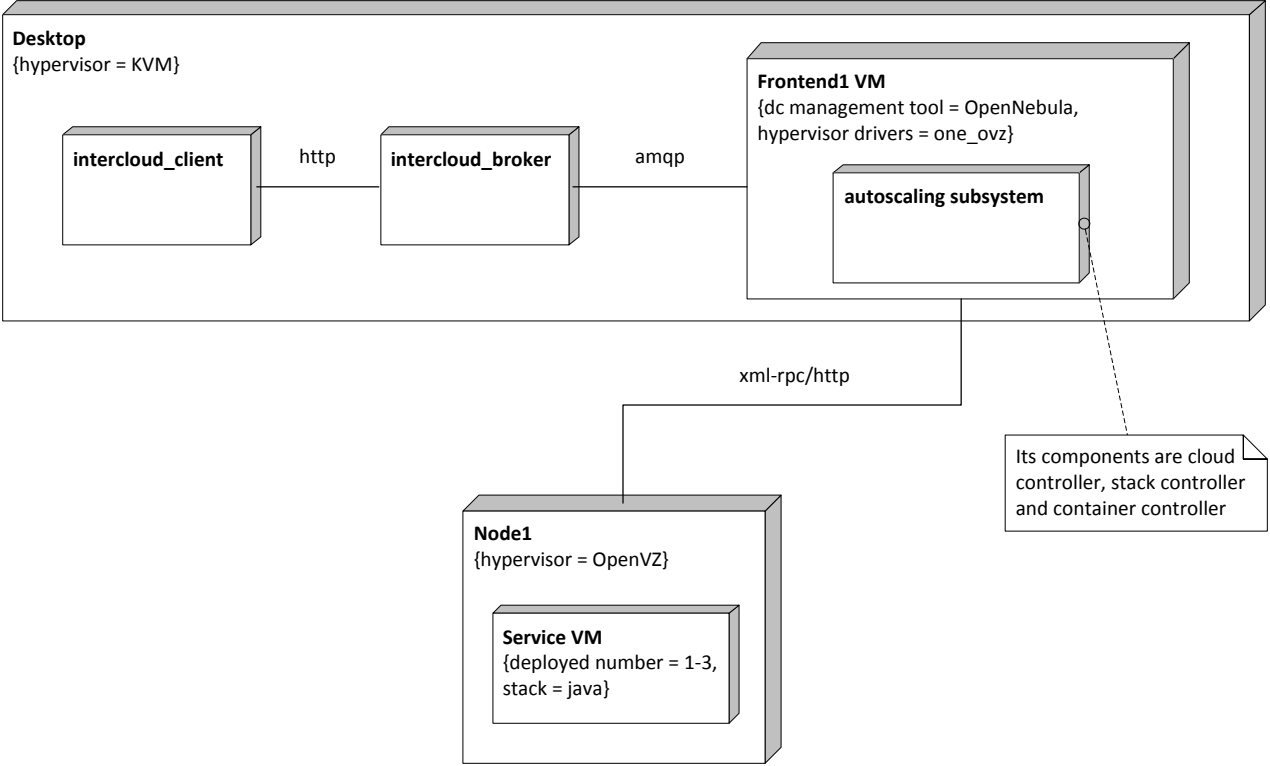 Desktop
{hypervisor = KVM}
Frontend1 VM
{dc management tool = OpenNebula,
hypervisor drivers = one_ovz}
intercloud_client
http
intercloud_broker
amqp
autoscaling subsystem
xml-rpc/http
Its components are cloud
controller, stack controller
and container controller
Node1
{hypervisor = OpenVZ}
Service VM
{deployed number = 1-3,
stack = java}